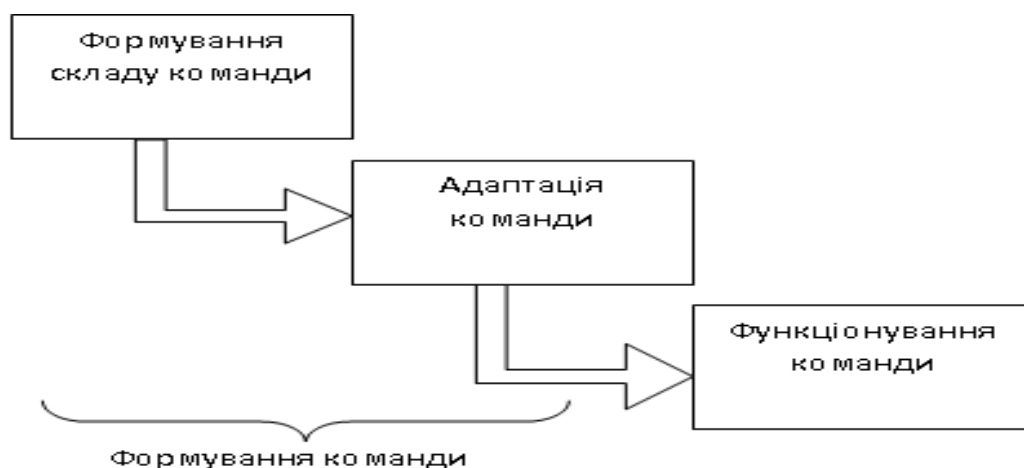 Формування
складу команди
Адаптація
команди
Функціонування
команди
Формування команди